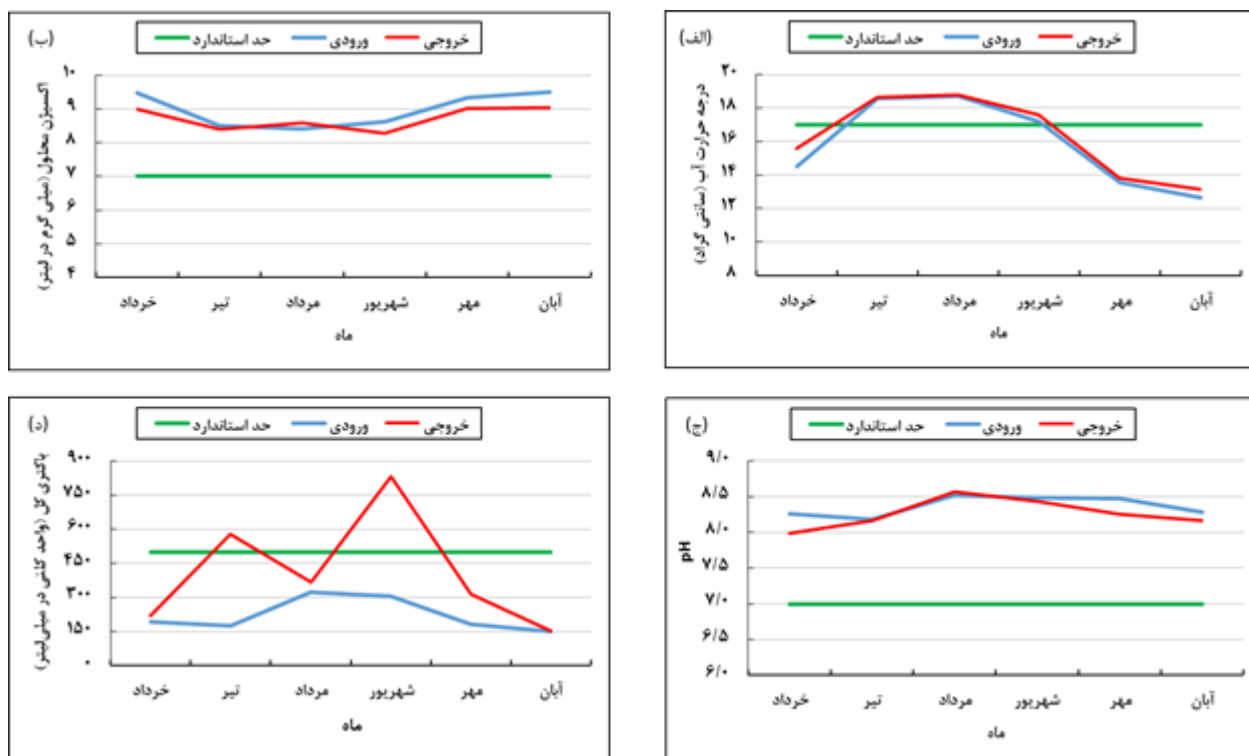 (الف)
حد استاندارد ورودی خروجی
درجه حرارت آب (سانتی گراد)
۲۰
۱۸
۱۶
۱۴
۱۲
۱۰
۸
خرداد تیر مرداد شهریور مهر آبان
ماه
(ب)
حد استاندارد ورودی خروجی
اکسیژن محلول (میلی گرم در لیتر)
۱۰
۹
۸
۷
۶
۵
۴
خرداد تیر مرداد شهریور مهر آبان
ماه
(ج)
حد استاندارد ورودی خروجی
pH
۹/۰
۸/۵
۸/۰
۷/۵
۷/۰
۶/۵
۶/۰
خرداد تیر مرداد شهریور مهر آبان
ماه
(د)
حد استاندارد ورودی خروجی
باکتری کل (واحد کلنی در میلی‌لیتر)
۹۰۰
۷۵۰
۶۰۰
۴۵۰
۳۰۰
۱۵۰
۰
خرداد تیر مرداد شهریور مهر آبان
ماه